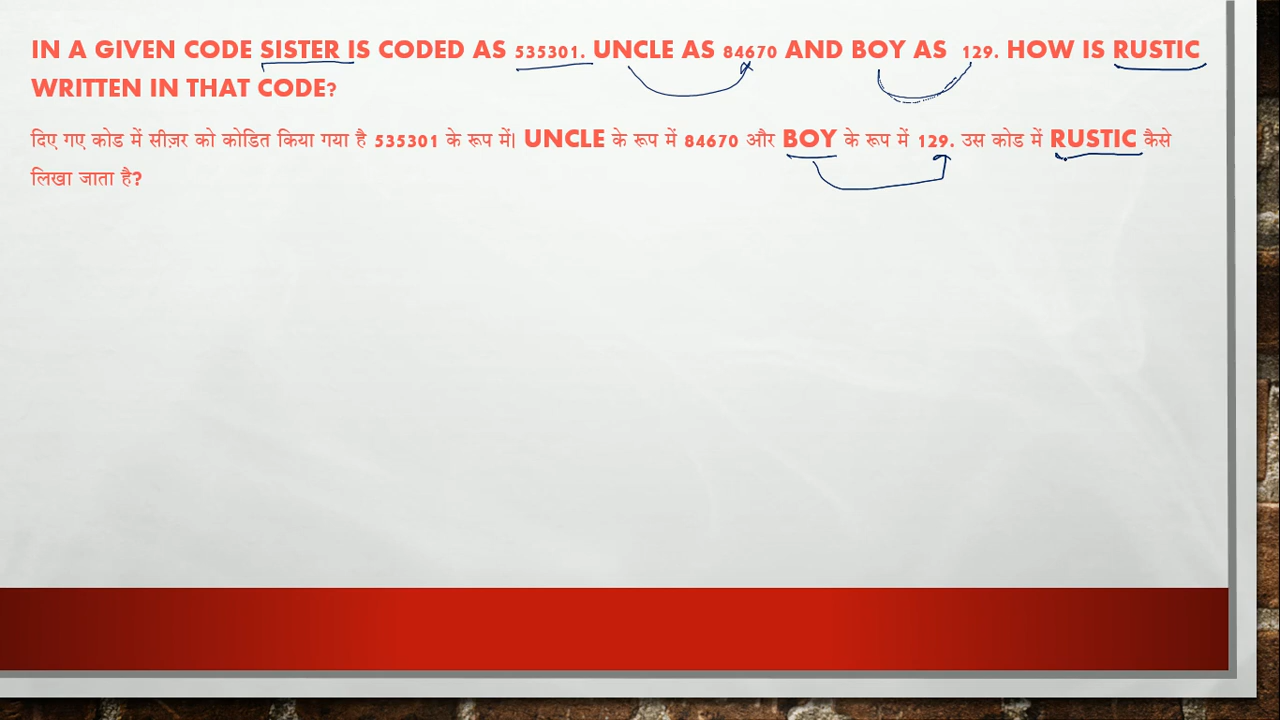 IN A GIVEN CODE SISTER IS CODED AS 535301. UNCLE AS 84670 AND BOY AS 129. HOW IS RUSTIC
WRITTEN IN THAT CODE?
दिए गए कोड में सीज़र को कोडित किया गया है 535301 के रूप में| UNCLE के रूप में 84670 और BOY के रूप में 129. उस कोड में RUSTIC कैसे
लिखा जाता है?